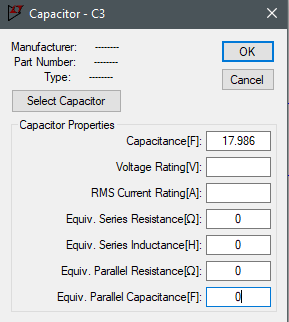 Capacitor - C3
Manufacturer: --------
Part Number: --------
Type: --------
OK
Cancel
Select Capacitor
Capacitor Properties
Capacitance[F]: 17.986
Voltage Rating[V]:
RMS Current Rating[A]:
Equiv. Series Resistance[Ω]: 0
Equiv. Series Inductance[H]: 0
Equiv. Parallel Resistance[Ω]: 0
Equiv. Parallel Capacitance[F]: 0